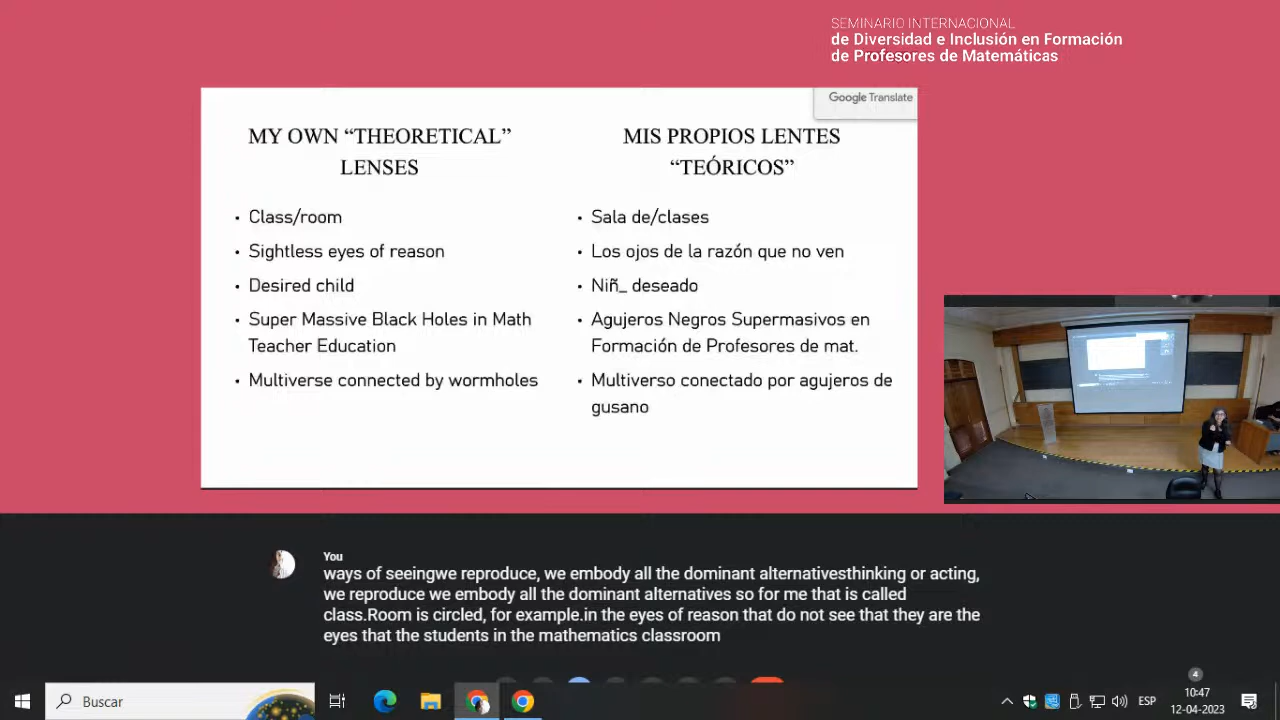 SEMINARIO INTERNACIONAL
de Diversidad e Inclusión en Formación
de Profesores de Matemáticas
Google Translate
MY OWN “THEORETICAL”
LENSES
• Class/room
• Sightless eyes of reason
• Desired child
• Super Massive Black Holes in Math
Teacher Education
• Multiverse connected by wormholes
MIS PROPIOS LENTES
“TEÓRICOS”
• Sala de/clases
• Los ojos de la razón que no ven
• Niñ_ deseado
• Agujeros Negros Supermasivos en
Formación de Profesores de mat.
• Multiverso conectado por agujeros de
gusano
You
ways of seeingwe reproduce, we embody all the dominant alternativesthinking or acting,
we reproduce we embody all the dominant alternatives so for me that is called
class.Room is circled, for example.in the eyes of reason that do not see that they are the
eyes that the students in the mathematics classroom
Buscar
4
ESP
10:47
12-04-2023